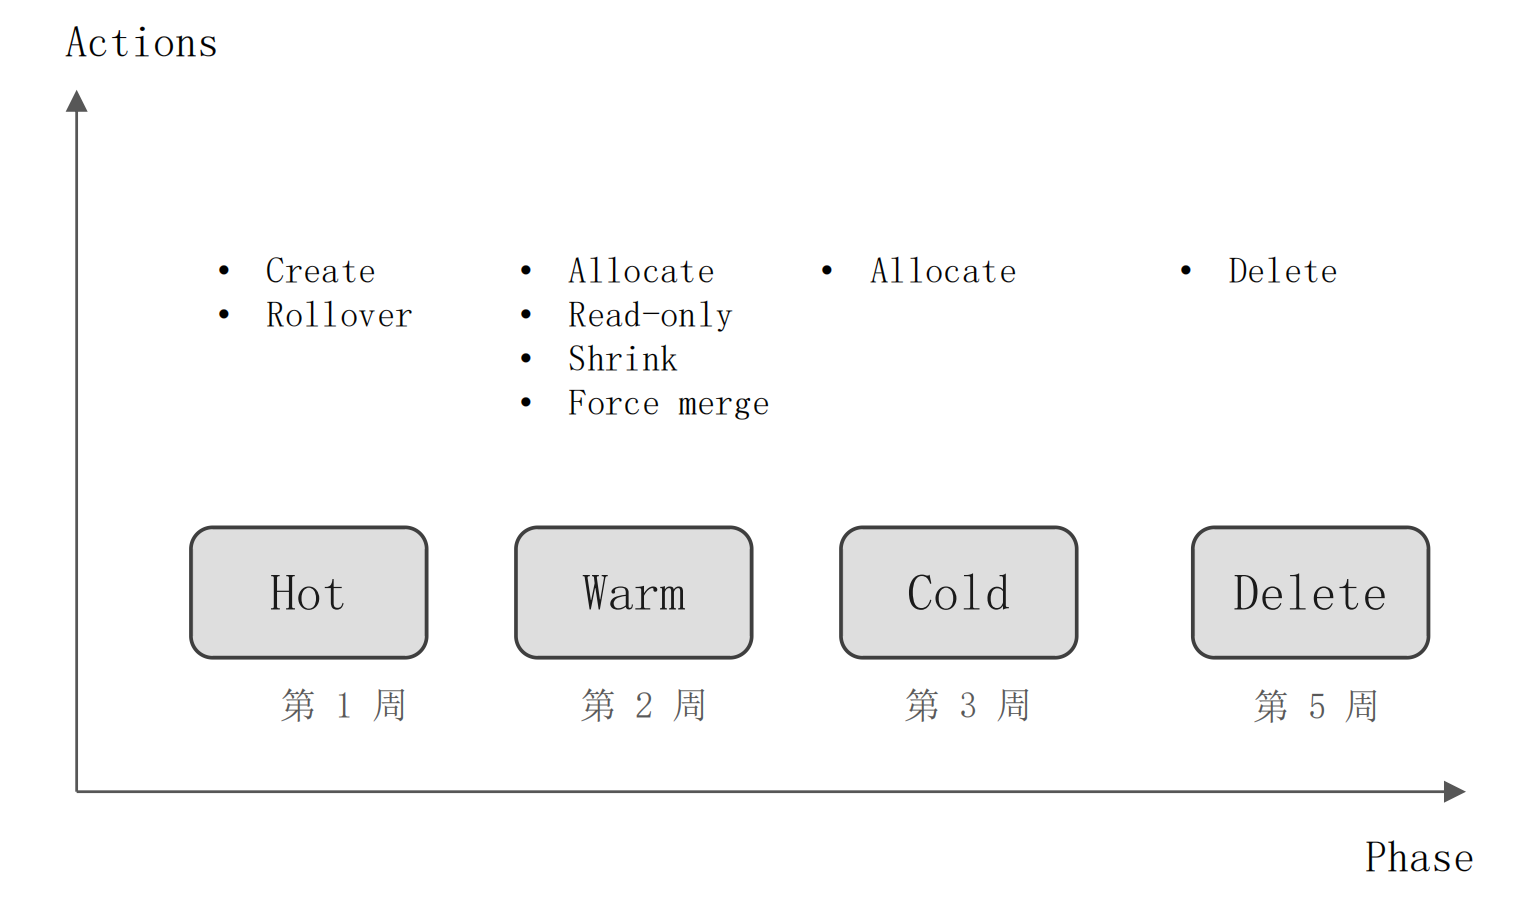 Actions
• Create
• Rollover
• Allocate
• Read-only
• Shrink
• Force merge
• Allocate
• Delete
Hot
Warm
Cold
Delete
第 1 周
第 2 周
第 3 周
第 5 周
Phase